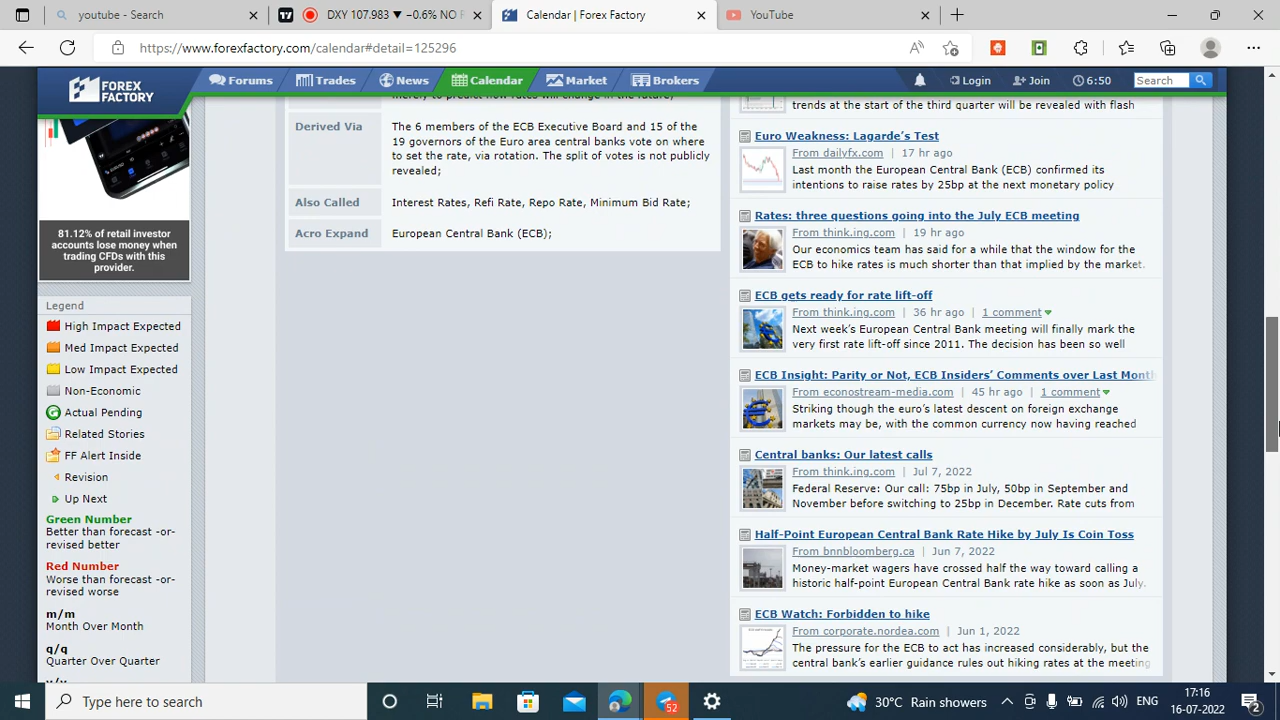 youtube - Search
DXY 107.983 ▼ −0.6% NO
Calendar | Forex Factory
YouTube
https://www.forexfactory.com/calendar#detail=125296
FOREX
FACTORY
Forums
Trades
News
Calendar
Market
Brokers
Login
Join
6:50
Search
81.12% of retail investor
accounts lose money when
trading CFDs with this
provider.
Legend
High Impact Expected
Med Impact Expected
Low Impact Expected
Non-Economic
Actual Pending
Related Stories
FF Alert Inside
Revision
Up Next
Green Number
Better than forecast -or-
revised better
Red Number
Worse than forecast -or-
revised worse
m/m
Month Over Month
q/q
Quarter Over Quarter
merely to predict how rates will change in the future;
Derived Via
The 6 members of the ECB Executive Board and 15 of the
19 governors of the Euro area central banks vote on where
to set the rate, via rotation. The split of votes is not publicly
revealed;
Also Called
Interest Rates, Refi Rate, Repo Rate, Minimum Bid Rate;
Acro Expand
European Central Bank (ECB);
trends at the start of the third quarter will be revealed with flash
Euro Weakness: Lagarde's Test
From dailyfx.com | 17 hr ago
Last month the European Central Bank (ECB) confirmed its
intentions to raise rates by 25bp at the next monetary policy
Rates: three questions going into the July ECB meeting
From think.ing.com | 19 hr ago
Our economics team has said for a while that the window for the
ECB to hike rates is much shorter than that implied by the market.
ECB gets ready for rate lift-off
From think.ing.com | 36 hr ago | 1 comment
Next week's European Central Bank meeting will finally mark the
very first rate lift-off since 2011. The decision has been so well
ECB Insight: Parity or Not, ECB Insiders' Comments over Last Month
From econostream-media.com | 45 hr ago | 1 comment
Striking though the euro's latest descent on foreign exchange
markets may be, with the common currency now having reached
Central banks: Our latest calls
From think.ing.com | Jul 7, 2022
Federal Reserve: Our call: 75bp in July, 50bp in September and
November before switching to 25bp in December. Rate cuts from
Half-Point European Central Bank Rate Hike by July Is Coin Toss
From bnnbloomberg.ca | Jun 7, 2022
Money-market wagers have crossed half the way toward calling a
historic half-point European Central Bank rate hike as soon as July.
ECB Watch: Forbidden to hike
From corporate.nordea.com | Jun 1, 2022
The pressure for the ECB to act has increased considerably, but the
central bank's earlier guidance rules out hiking rates at the meeting
Type here to search
52
30°C Rain showers
ENG
17:16
16-07-2022
2